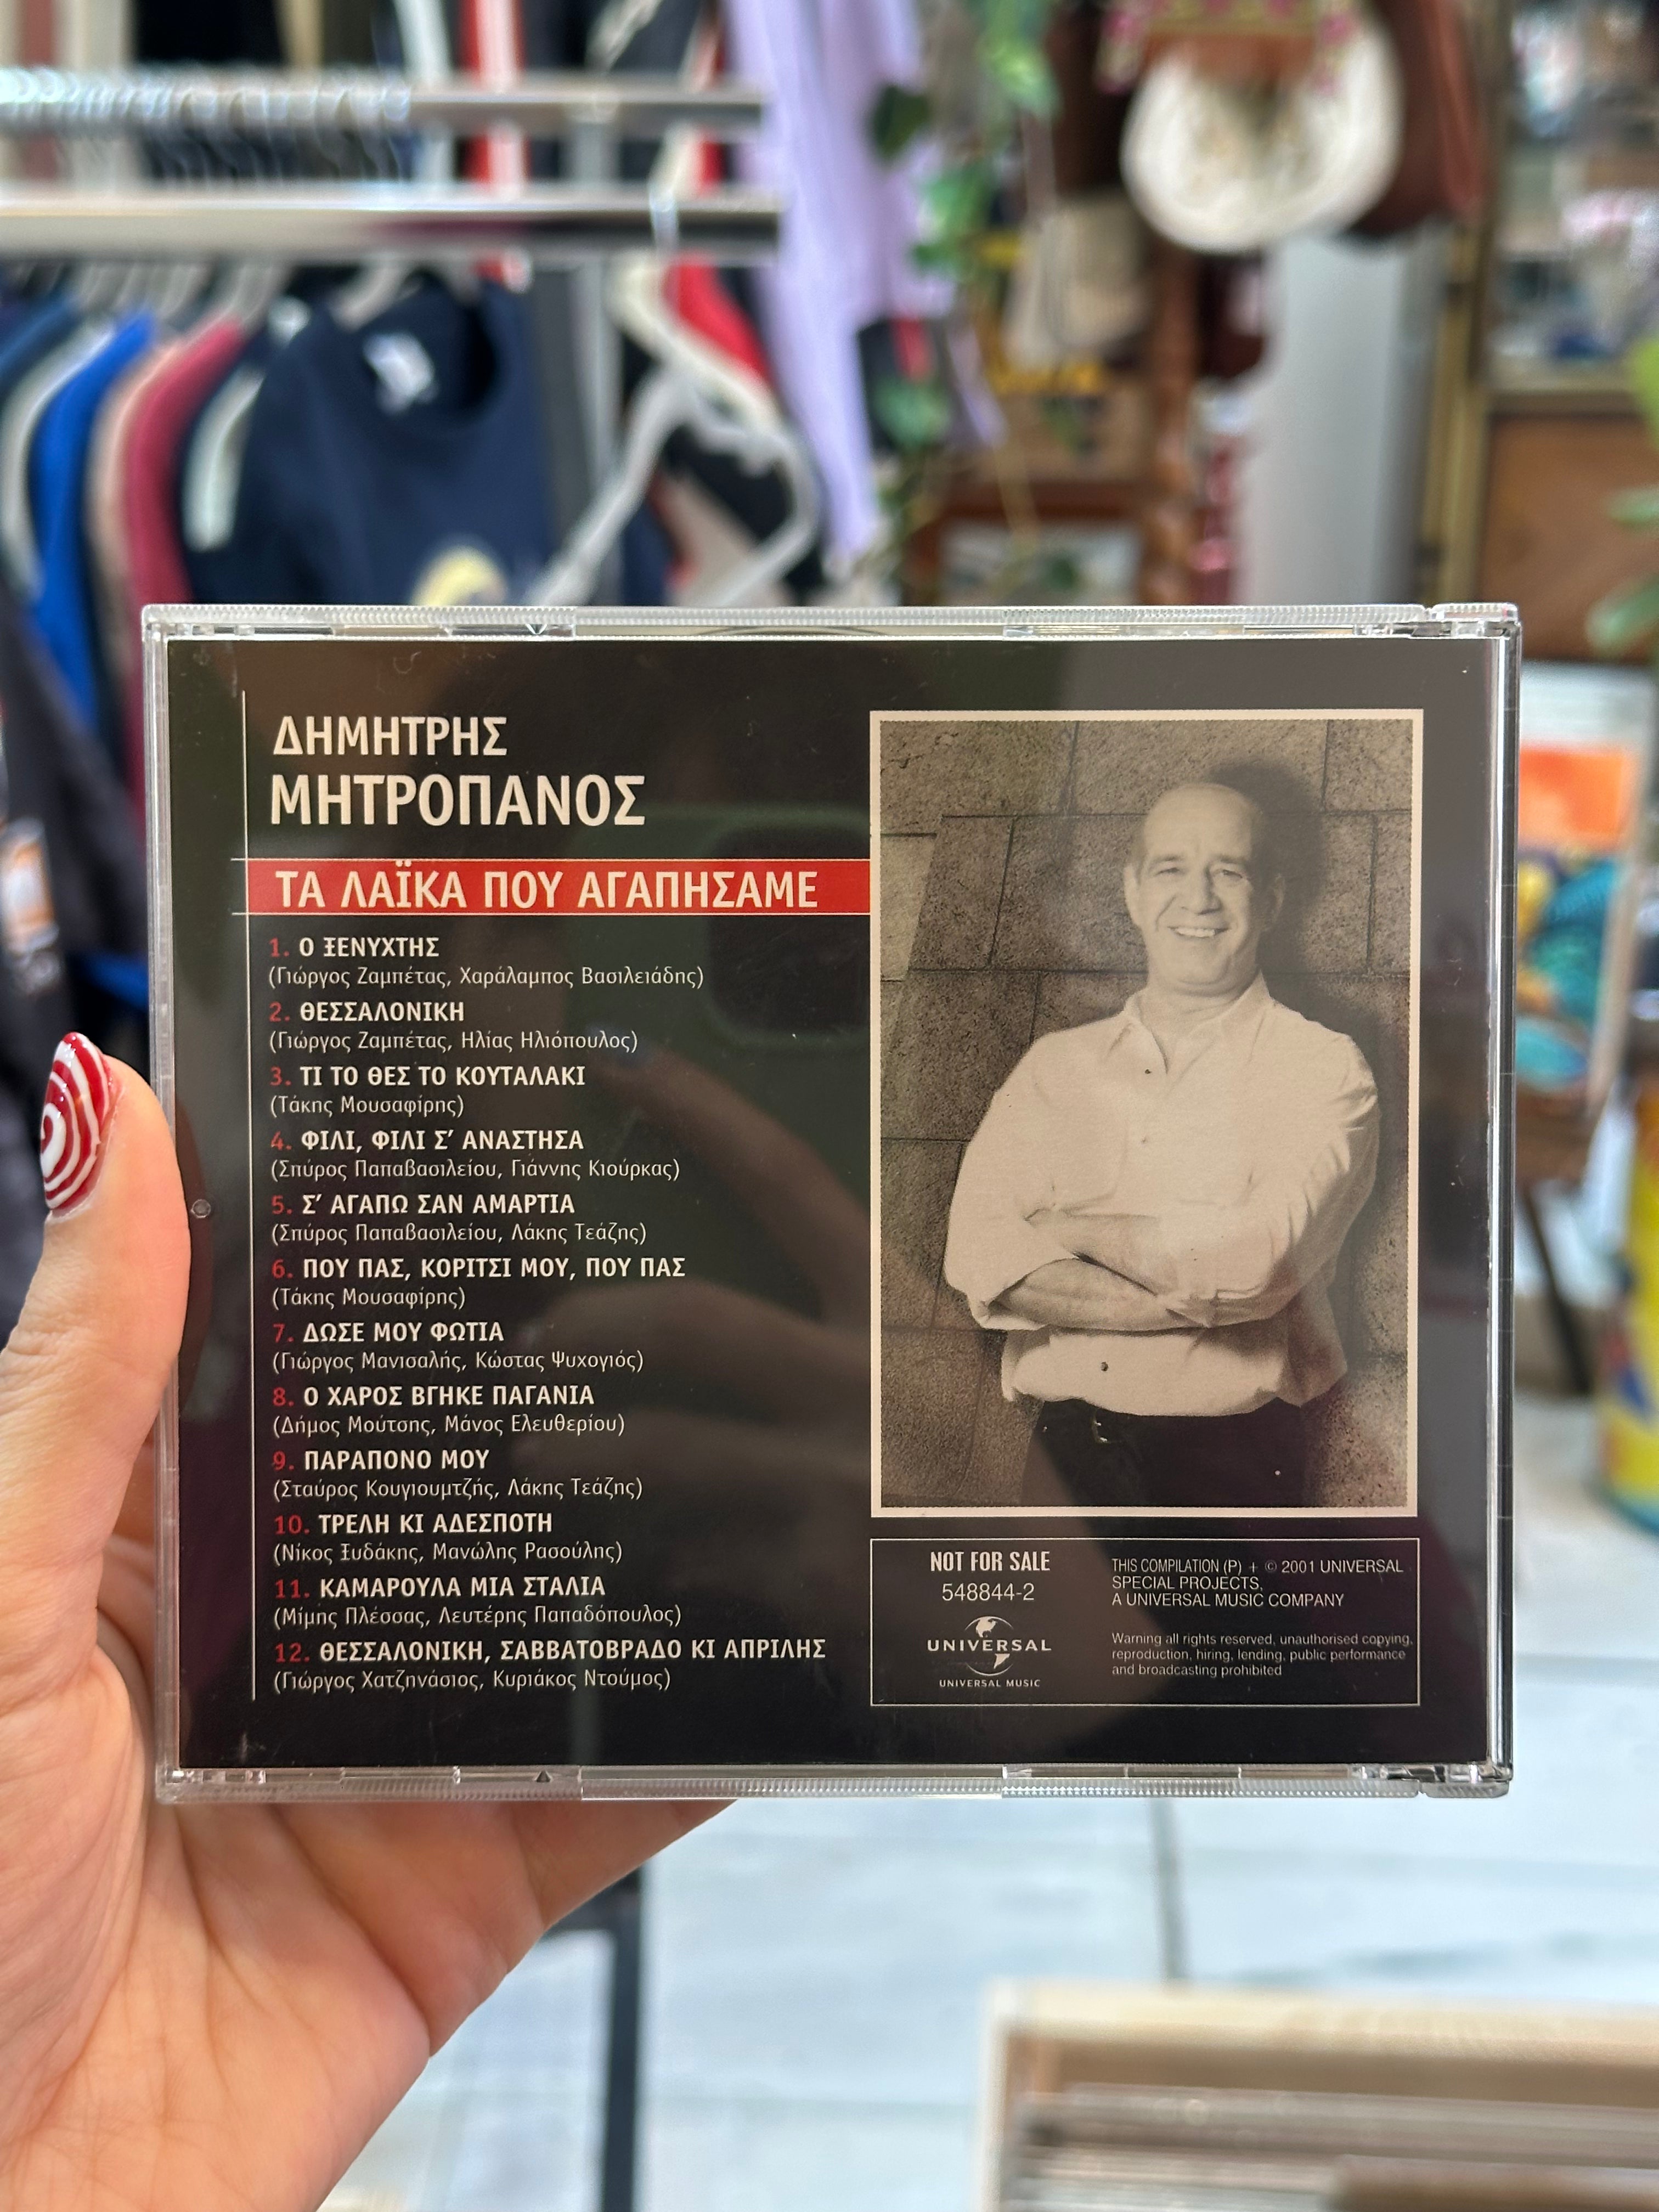 ΔΗΜΗΤΡΗΣ
ΜΗΤΡΟΠΑΝΟΣ
ΤΑ ΛΑΪΚΑ ΠΟΥ ΑΓΑΠΗΣΑΜΕ
1. Ο ΞΕΝΥΧΤΗΣ
(Γιώργος Ζαμπέτας, Χαράλαμπος Βασιλειάδης)
2. ΘΕΣΣΑΛΟΝΙΚΗ
(Γιώργος Ζαμπέτας, Ηλίας Ηλιόπουλος)
3. ΤΙ ΤΟ ΘΕΣ ΤΟ ΚΟΥΤΑΛΑΚΙ
(Τάκης Μουσαφίρης)
4. ΦΙΛΙ, ΦΙΛΙ Σ’ ΑΝΑΣΤΗΣΑ
(Σπύρος Παπαβασιλείου, Γιάννης Κιούρκας)
5. Σ’ ΑΓΑΠΩ ΣΑΝ ΑΜΑΡΤΙΑ
(Σπύρος Παπαβασιλείου, Λάκης Τεάζης)
6. ΠΟΥ ΠΑΣ, ΚΟΡΙΤΣΙ ΜΟΥ, ΠΟΥ ΠΑΣ
(Τάκης Μουσαφίρης)
7. ΔΩΣΕ ΜΟΥ ΦΩΤΙΑ
(Γιώργος Μανισαλής, Κώστας Ψυχογιός)
8. Ο ΧΑΡΟΣ ΒΓΗΚΕ ΠΑΓΑΝΙΑ
(Δήμος Μούτσης, Μάνος Ελευθερίου)
9. ΠΑΡΑΠΟΝΟ ΜΟΥ
(Σταύρος Κουγιουμτζής, Λάκης Τεάζης)
10. ΤΡΕΛΗ ΚΙ ΑΔΕΣΠΟΤΗ
(Νίκος Ξυδάκης, Μανώλης Ρασούλης)
11. ΚΑΜΑΡΟΥΛΑ ΜΙΑ ΣΤΑΛΙΑ
(Μίμης Πλέσσας, Λευτέρης Παπαδόπουλος)
12. ΘΕΣΣΑΛΟΝΙΚΗ, ΣΑΒΒΑΤΟΒΡΑΔΟ ΚΙ ΑΠΡΙΛΗΣ
(Γιώργος Χατζηνάσιος, Κυριάκος Ντούμος)
NOT FOR SALE
548844-2
UNIVERSAL
UNIVERSAL MUSIC
THIS COMPILATION (P) + © 2001 UNIVERSAL
SPECIAL PROJECTS,
A UNIVERSAL MUSIC COMPANY
Warning all rights reserved, unauthorised copying,
reproduction, hiring, lending, public performance
and broadcasting prohibited